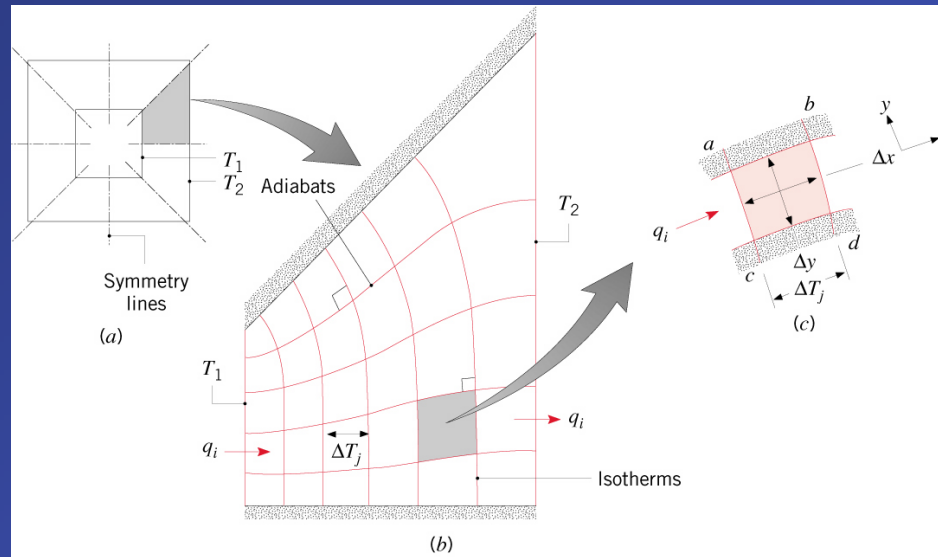 T₁
T₂
Symmetry
lines
(a)
Adiabats
T₂
T₁
qᵢ
ΔTⱼ
qᵢ
Isotherms
(b)
a
b
y
Δx
qᵢ
c
d
Δy
ΔTⱼ
(c)